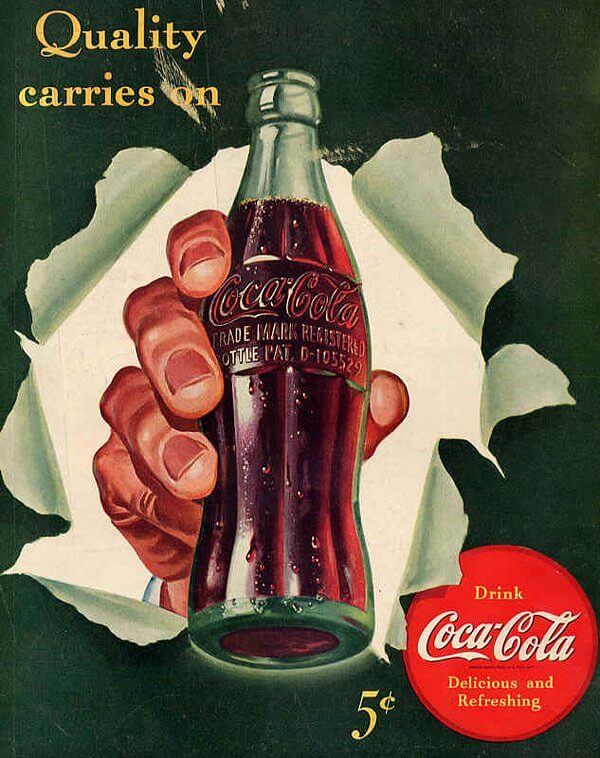 Quality
carries on
Coca-Cola
TRADE MARK REGISTERED
BOTTLE PAT. D-105529
Drink
Coca-Cola
Delicious and
Refreshing
5¢